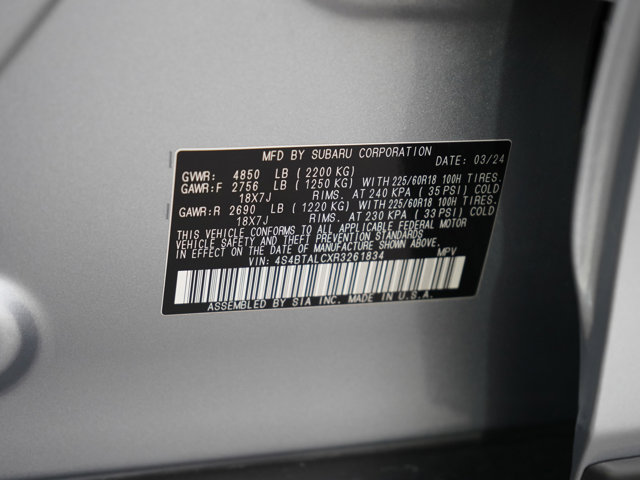 MFD BY SUBARU CORPORATION DATE: 03/24
GVWR: 4850 LB (2200 KG)
GAWR:F 2756 LB (1250 KG) WITH 225/60R18 100H TIRES.
18X7J RIMS. AT 240 KPA (35 PSI) COLD
GAWR:R 2690 LB (1220 KG) WITH 225/60R18 100H TIRES.
18X7J RIMS. AT 230 KPA (33 PSI) COLD
THIS VEHICLE CONFORMS TO ALL APPLICABLE FEDERAL MOTOR
VEHICLE SAFETY AND THEFT PREVENTION STANDARDS
IN EFFECT ON THE DATE OF MANUFACTURE SHOWN ABOVE.
VIN: 4S4BTALCXR3261834 MPV
ASSEMBLED BY SIA INC. MADE IN U.S.A.